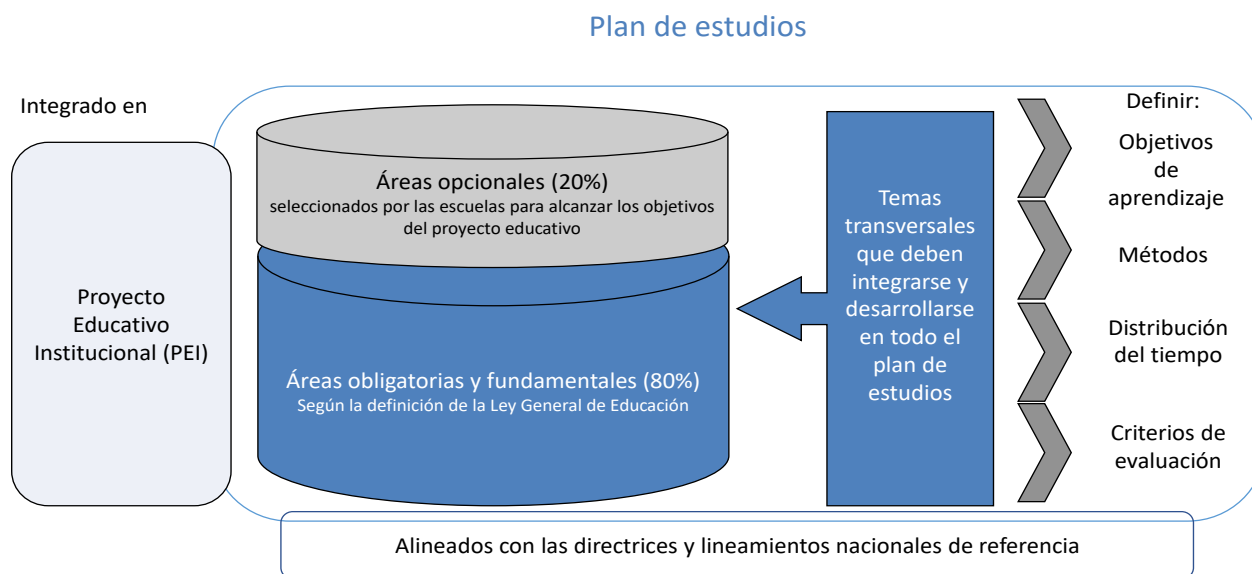 Plan de estudios
Integrado en
Proyecto
Educativo
Institucional (PEI)
Áreas opcionales (20%)
seleccionados por las escuelas para alcanzar los objetivos
del proyecto educativo
Áreas obligatorias y fundamentales (80%)
Según la definición de la Ley General de Educación
Temas
transversales
que deben
integrarse y
desarrollarse
en todo el
plan de
estudios
Definir:
Objetivos
de
aprendizaje
Métodos
Distribución
del tiempo
Criterios de
evaluación
Alineados con las directrices y lineamientos nacionales de referencia